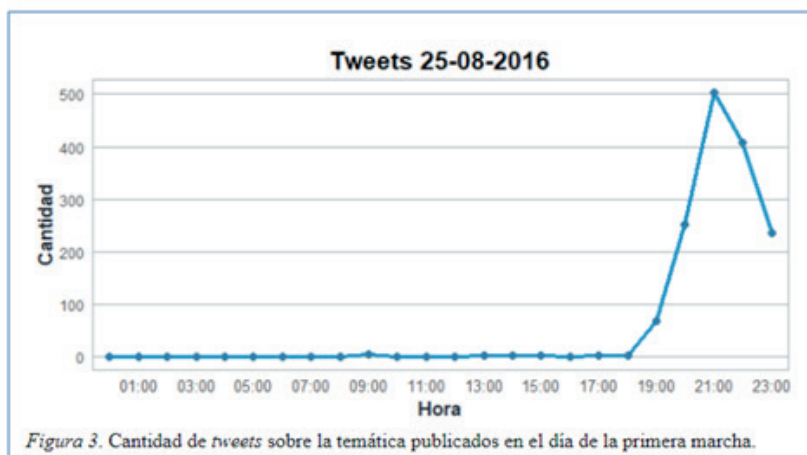 Tweets 25-08-2016
500
400
300
200
100
0
Cantidad
01:00 03:00 05:00 07:00 09:00 11:00 13:00 15:00 17:00 19:00 21:00 23:00
Hora
Figura 3. Cantidad de tweets sobre la temática publicados en el día de la primera marcha.